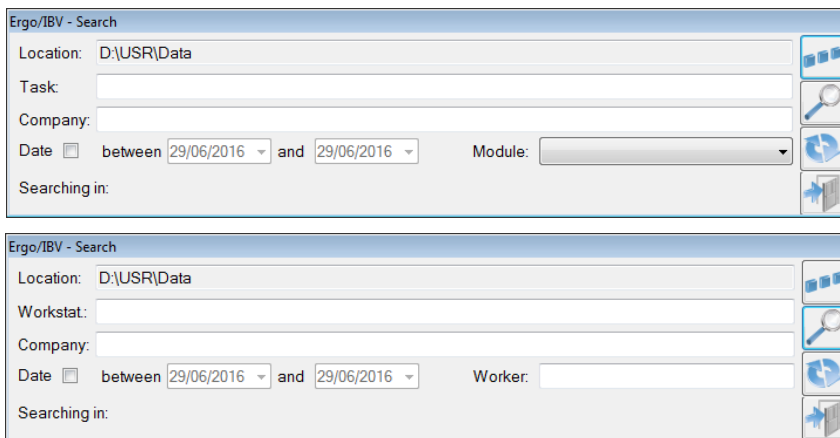 Ergo/IBV - Search
Location: D:\USR\Data
Task:
Company:
Date between 29/06/2016 and 29/06/2016 Module:
Searching in:
Ergo/IBV - Search
Location: D:\USR\Data
Workstat.:
Company:
Date between 29/06/2016 and 29/06/2016 Worker:
Searching in: